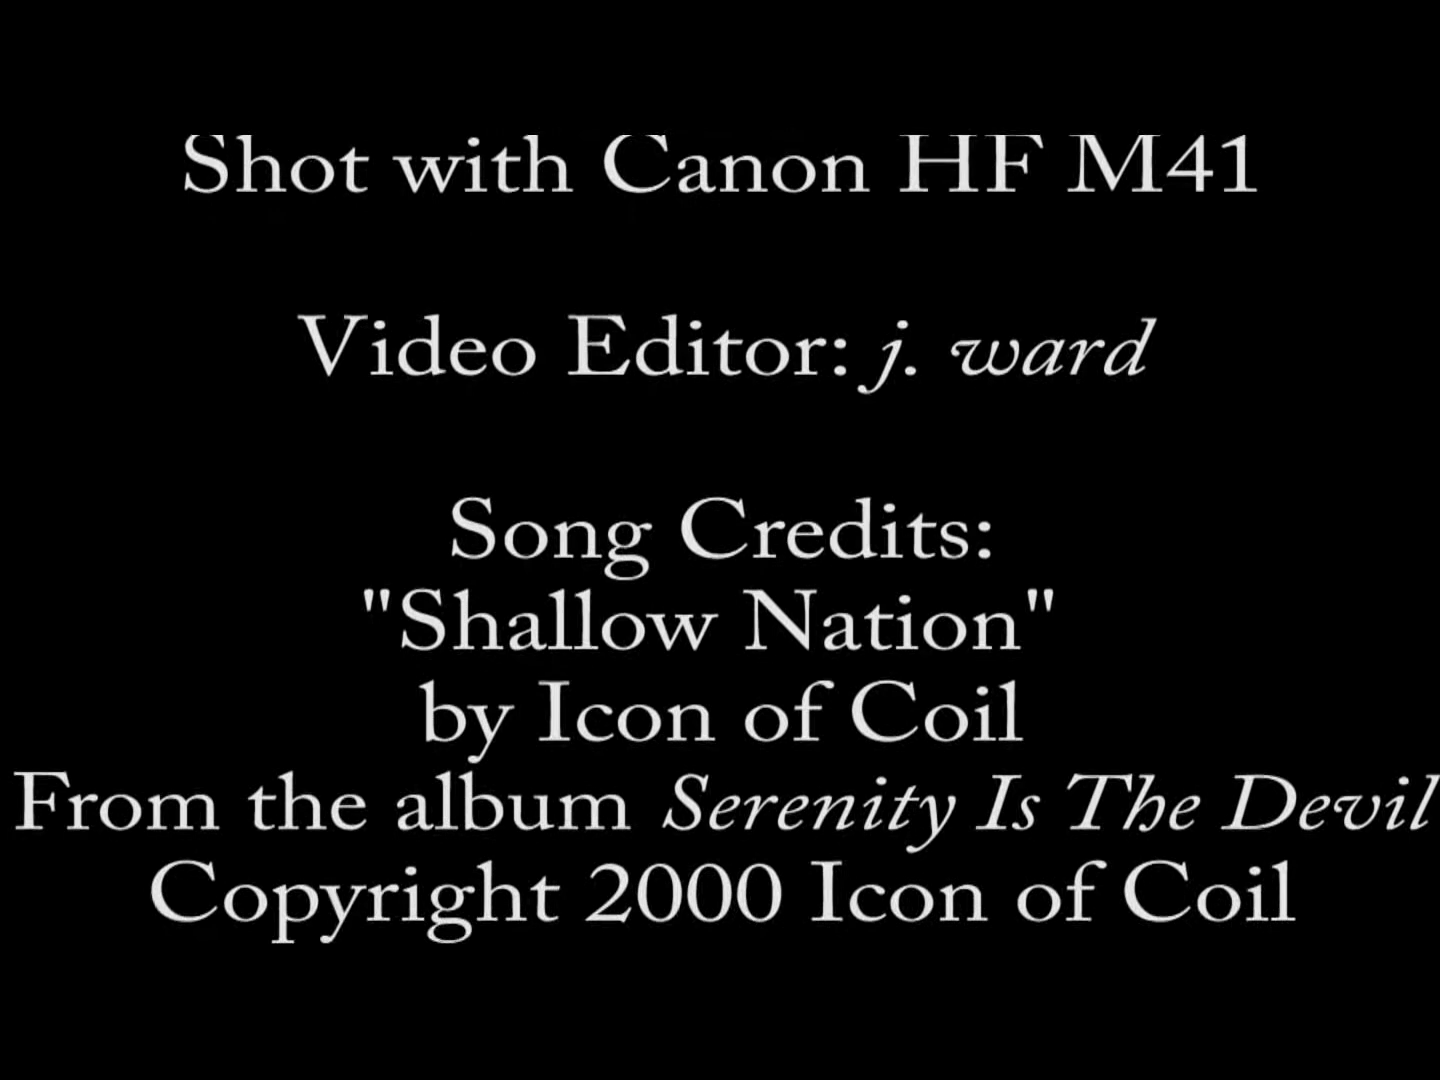 Shot with Canon HF M41
Video Editor: j. ward
Song Credits:
"Shallow Nation"
by Icon of Coil
From the album Serenity Is The Devil
Copyright 2000 Icon of Coil